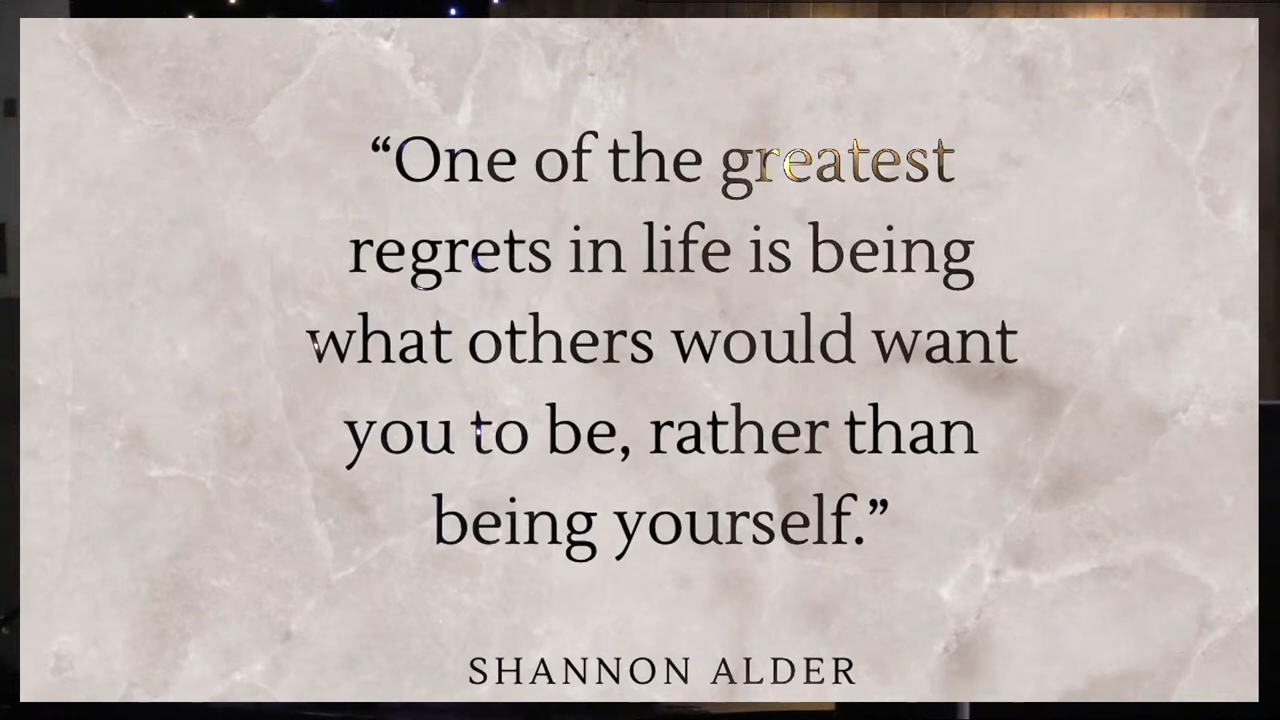 “One of the greatest
regrets in life is being
what others would want
you to be, rather than
being yourself.”
SHANNON ALDER